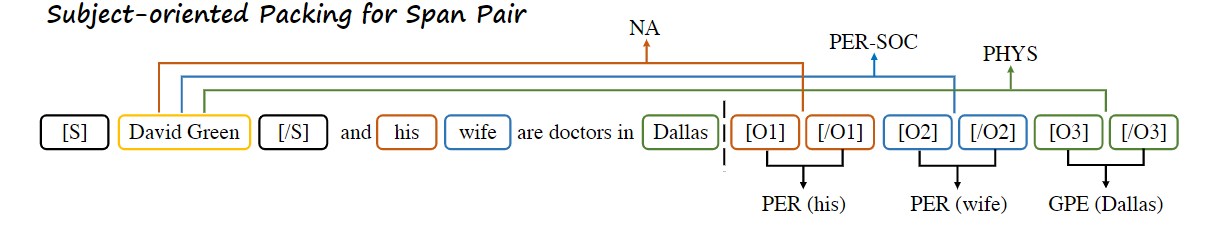 Subject-oriented Packing for Span Pair
NA
PER-SOC
PHYS
[S] David Green [/S] and his wife are doctors in Dallas [O1] [/O1] [O2] [/O2] [O3] [/O3]
PER (his) PER (wife) GPE (Dallas)